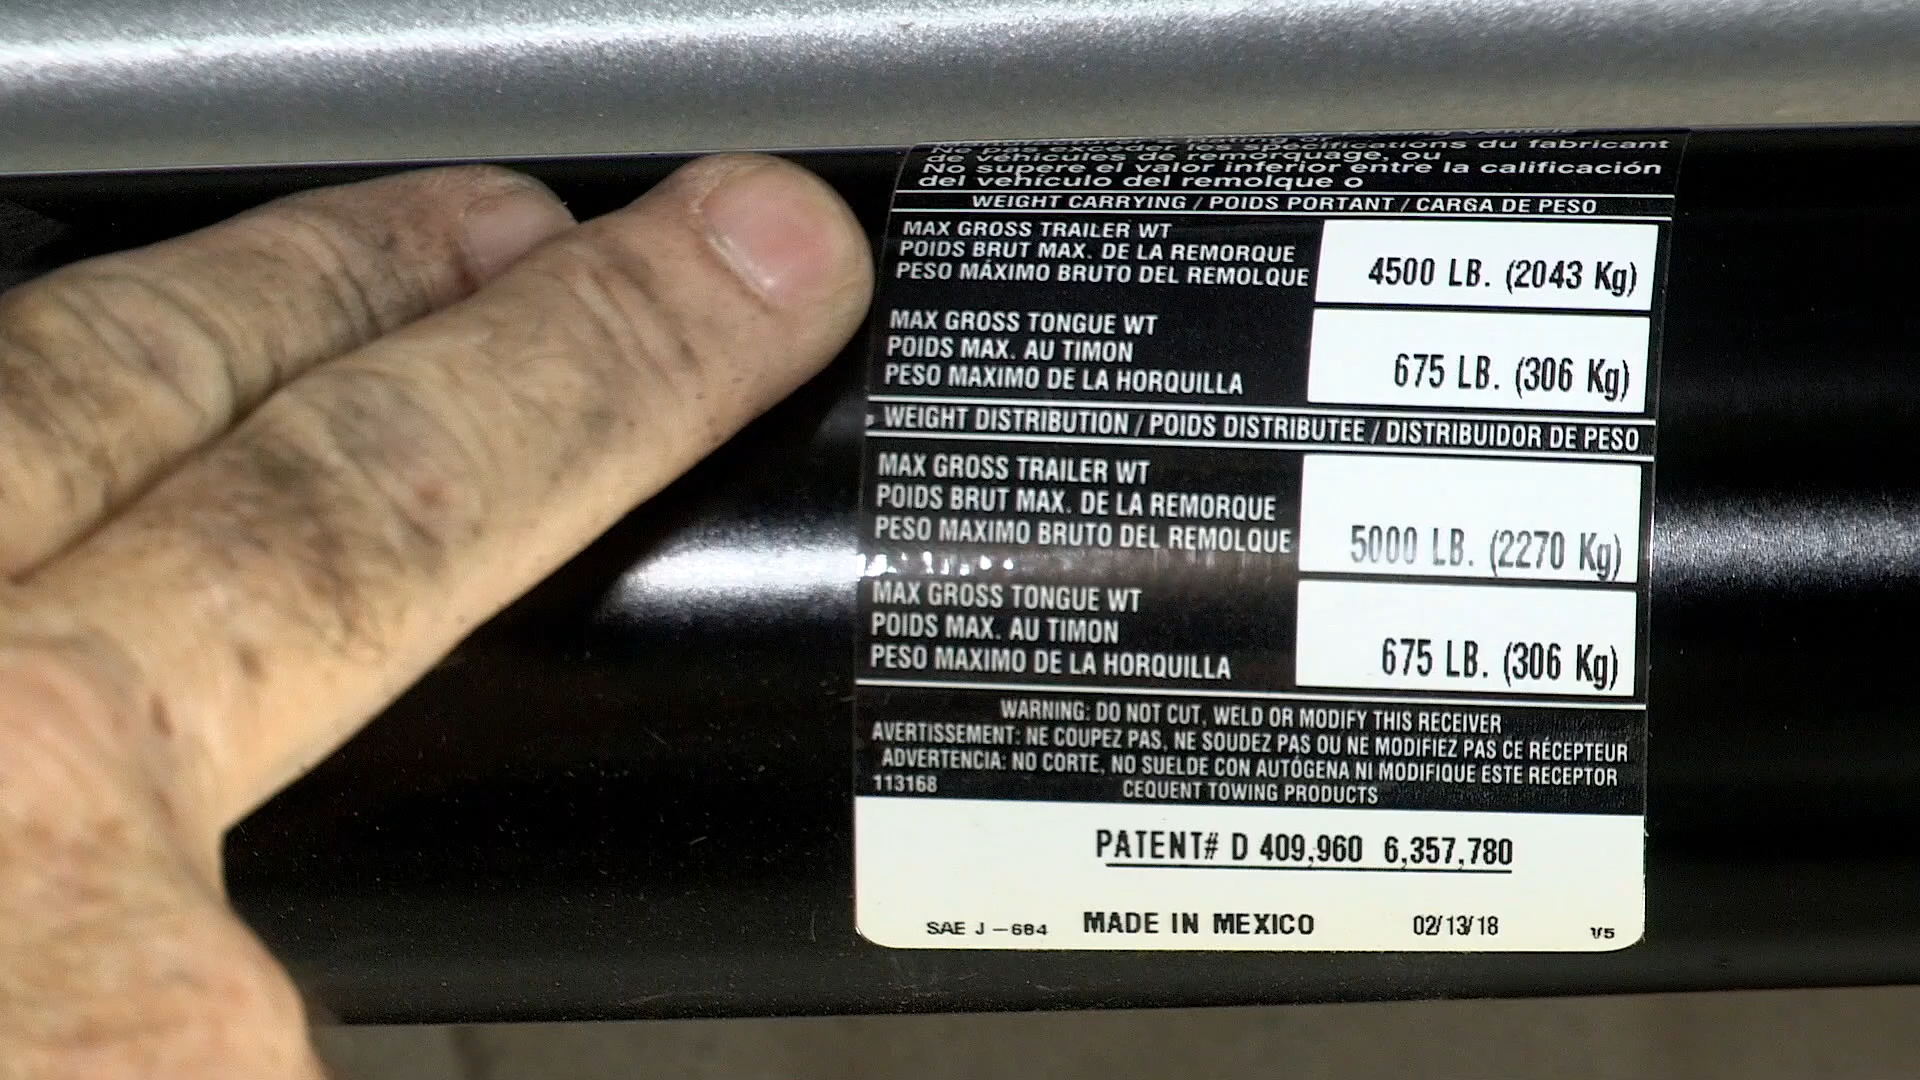 Ne pas excéder les spécifications du fabricant
de véhicules de remorquage, ou
No supere el valor inferior entre la calificación
del vehículo del remolque o
WEIGHT CARRYING / POIDS PORTANT / CARGA DE PESO
MAX GROSS TRAILER WT
POIDS BRUT MAX. DE LA REMORQUE
PESO MÁXIMO BRUTO DEL REMOLQUE
4500 LB. (2043 Kg)
MAX GROSS TONGUE WT
POIDS MAX. AU TIMON
PESO MAXIMO DE LA HORQUILLA
675 LB. (306 Kg)
WEIGHT DISTRIBUTION / POIDS DISTRIBUTEE / DISTRIBUIDOR DE PESO
MAX GROSS TRAILER WT
POIDS BRUT MAX. DE LA REMORQUE
PESO MAXIMO BRUTO DEL REMOLQUE
5000 LB. (2270 Kg)
MAX GROSS TONGUE WT
POIDS MAX. AU TIMON
PESO MAXIMO DE LA HORQUILLA
675 LB. (306 Kg)
WARNING: DO NOT CUT, WELD OR MODIFY THIS RECEIVER
AVERTISSEMENT: NE COUPEZ PAS, NE SOUDEZ PAS OU NE MODIFIEZ PAS CE RÉCEPTEUR
ADVERTENCIA: NO CORTE, NO SUELDE CON AUTÓGENA NI MODIFIQUE ESTE RECEPTOR
113168 CEQUENT TOWING PRODUCTS
PATENT# D 409,960 6,357,780
SAE J-684 MADE IN MEXICO 02/13/18 V5